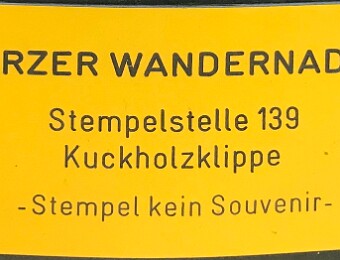 RZER WANDERNAD
Stempelstelle 139
Kuckholzklippe
-Stempel kein Souvenir-